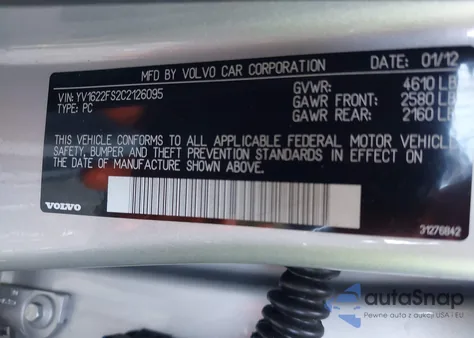 MFD BY VOLVO CAR CORPORATION DATE: 01/12
VIN: YV1622FS2C2126095 GVWR: 4610 LB
TYPE: PC GAWR FRONT: 2580 LB
GAWR REAR: 2160 LB
THIS VEHICLE CONFORMS TO ALL APPLICABLE FEDERAL MOTOR VEHICLE
SAFETY, BUMPER AND THEFT PREVENTION STANDARDS IN EFFECT ON
THE DATE OF MANUFACTURE SHOWN ABOVE.
VOLVO 31276842
autoSnap
Pewne auta z aukcji USA i EU